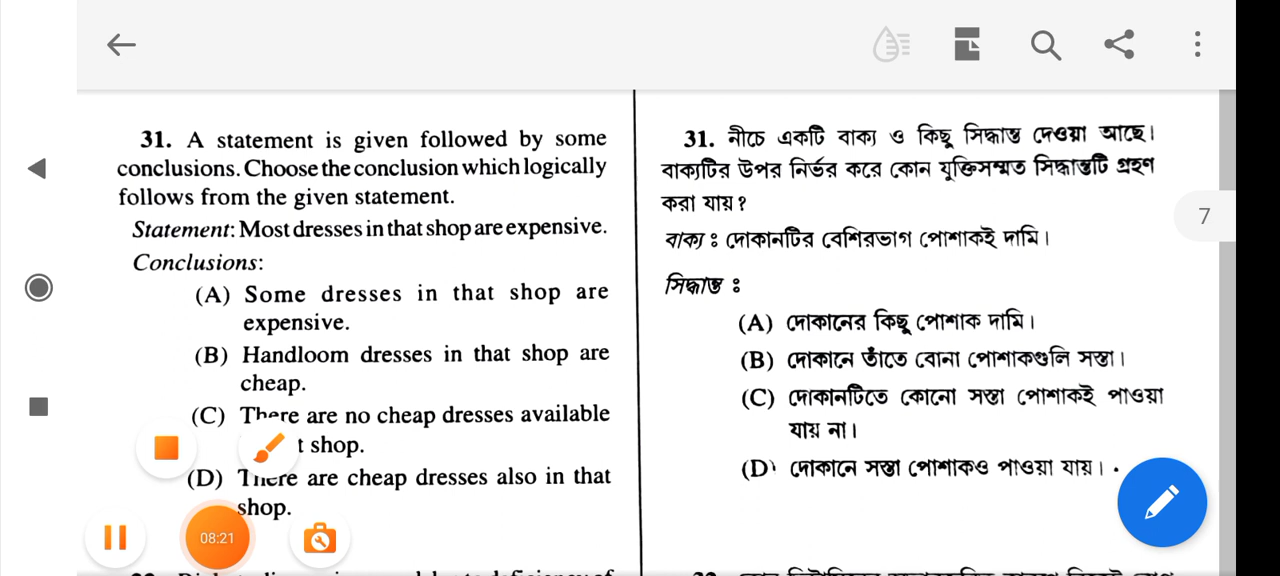 31. A statement is given followed by some
conclusions. Choose the conclusion which logically
follows from the given statement.
Statement: Most dresses in that shop are expensive.
Conclusions:
(A) Some dresses in that shop are
expensive.
(B) Handloom dresses in that shop are
cheap.
(C) There are no cheap dresses available
t shop.
(D) There are cheap dresses also in that
shop.
08:21
31. নীচে একটি বাক্য ও কিছু সিদ্ধান্ত দেওয়া আছে।
বাক্যটির উপর নির্ভর করে কোন যুক্তিসম্মত সিদ্ধান্তটি গ্রহণ
করা যায়?
বাক্য ঃ দোকানটির বেশিরভাগ পোশাকই দামি।
সিদ্ধান্ত ঃ
(A) দোকানের কিছু পোশাক দামি।
(B) দোকানে তাঁতে বোনা পোশাকগুলি সস্তা।
(C) দোকানটিতে কোনো সস্তা পোশাকই পাওয়া
যায় না।
(D) দোকানে সস্তা পোশাকও পাওয়া যায়।
7